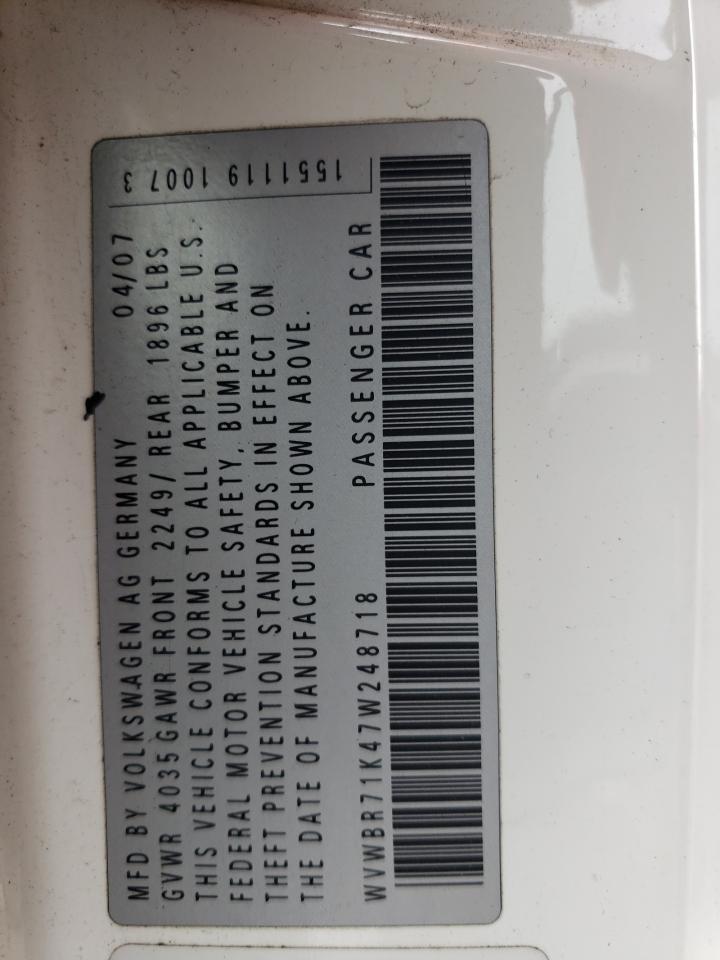 MFD BY VOLKSWAGEN AG GERMANY 04/07
GVWR 4035 GAWR FRONT 2249/ REAR 1896 LBS
THIS VEHICLE CONFORMS TO ALL APPLICABLE U.S.
FEDERAL MOTOR VEHICLE SAFETY, BUMPER AND
THEFT PREVENTION STANDARDS IN EFFECT ON
THE DATE OF MANUFACTURE SHOWN ABOVE.
WVWBR71K47W248718 PASSENGER CAR
1551119 1007 3